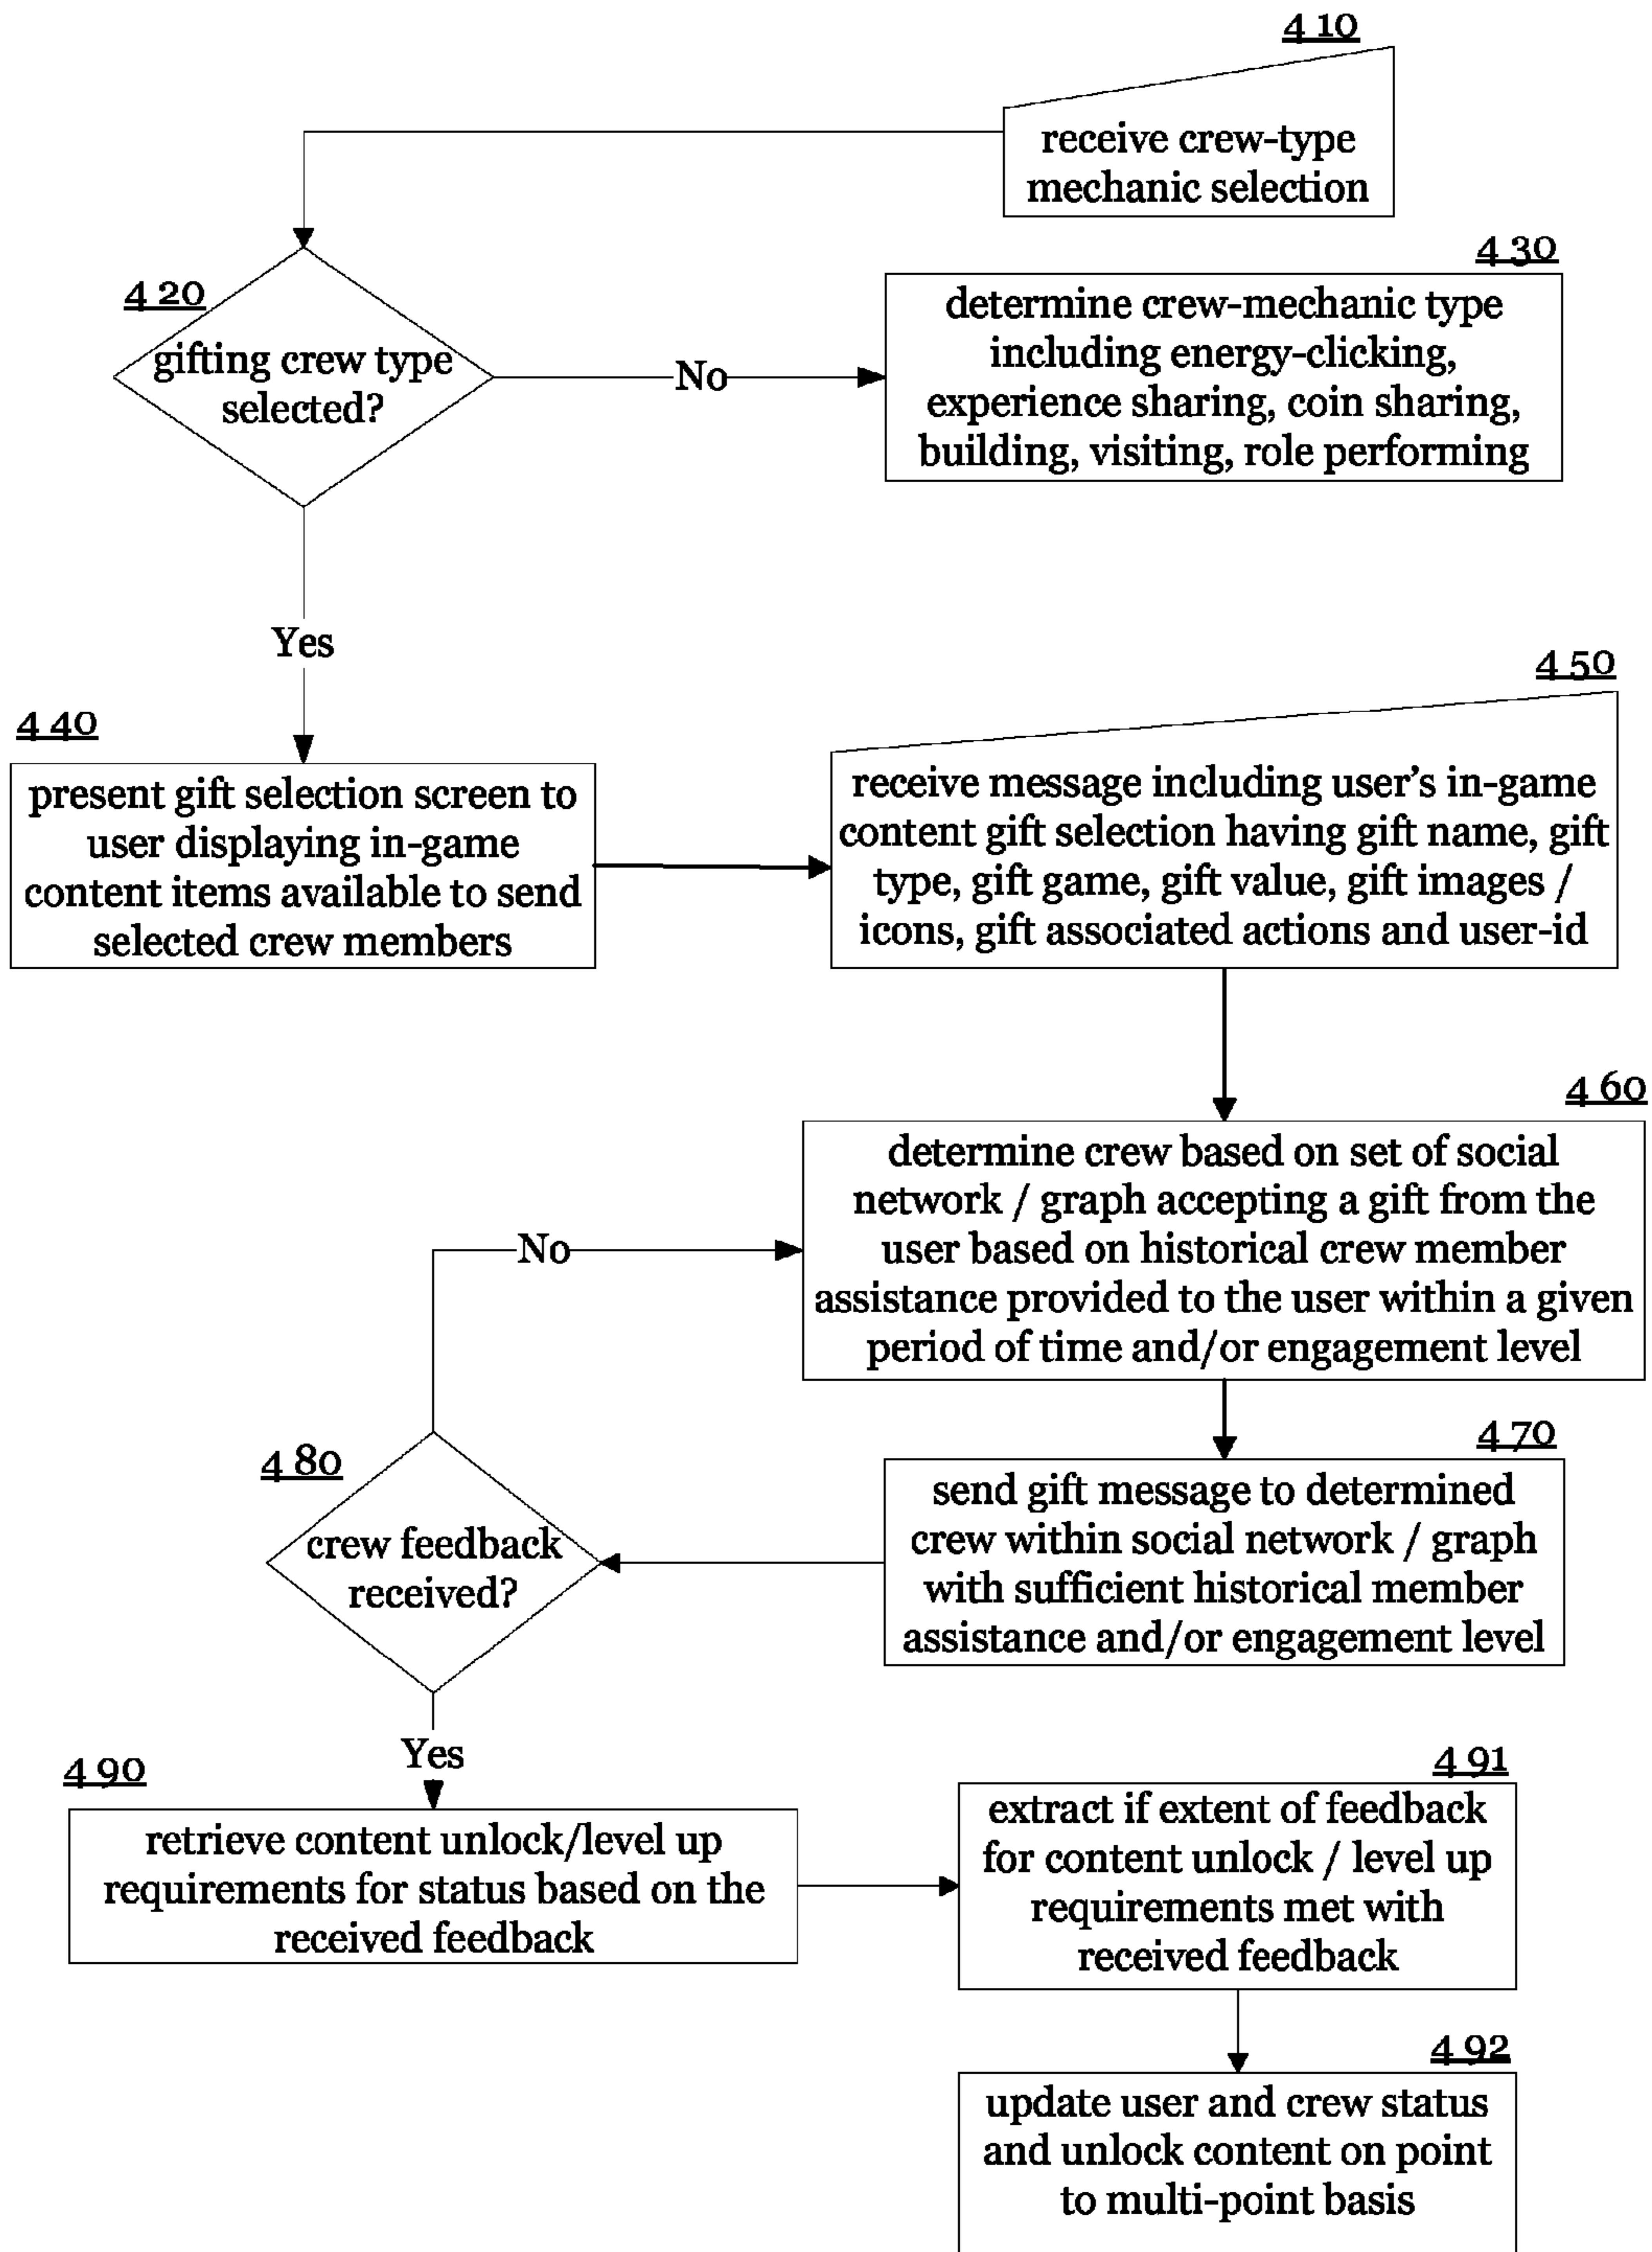 410
receive crew-type
mechanic selection
420
gifting crew type
selected?
No
430
determine crew-mechanic type
including energy-clicking,
experience sharing, coin sharing,
building, visiting, role performing
Yes
440
present gift selection screen to
user displaying in-game
content items available to send
selected crew members
450
receive message including user's in-game
content gift selection having gift name, gift
type, gift game, gift value, gift images /
icons, gift associated actions and user-id
460
determine crew based on set of social
network / graph accepting a gift from the
user based on historical crew member
assistance provided to the user within a given
period of time and/or engagement level
No
470
send gift message to determined
crew within social network / graph
with sufficient historical member
assistance and/or engagement level
480
crew feedback
received?
Yes
490
retrieve content unlock/level up
requirements for status based on the
received feedback
491
extract if extent of feedback
for content unlock / level up
requirements met with
received feedback
492
update user and crew status
and unlock content on point
to multi-point basis